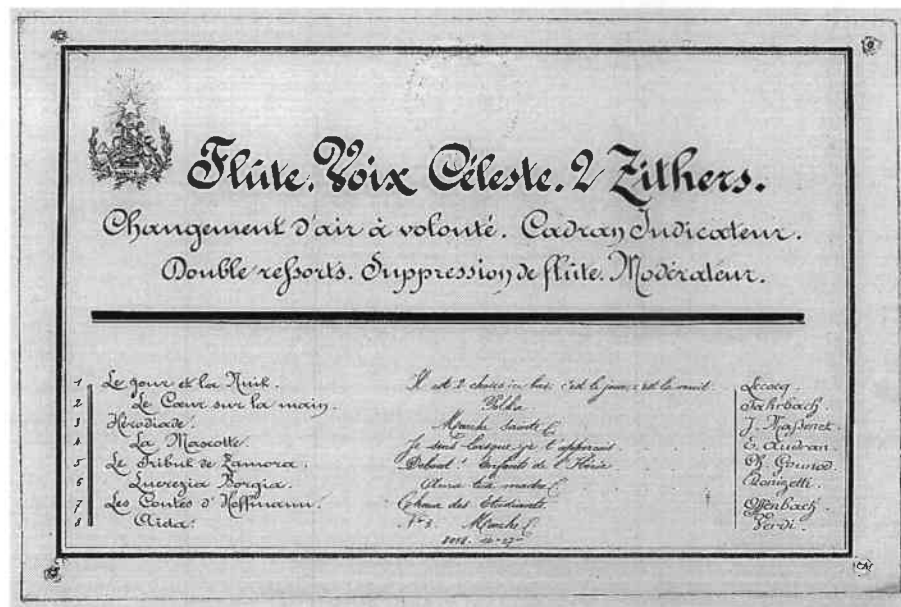 Flûte. Voix Céleste. 2 Zithers.
Changement d'air à volonté. Cadran Indicateur.
Double ressorts. Suppression de flûte. Modérateur.
1 Le Jour et la Nuit. Il est 2 choses ici bas: c'est le jour, c'est la nuit. Lecocq.
2 Le Cœur sur la main. Polka Fahrbach.
3 Hérodiade. Marche Sainte J. Massenet.
4 La Mascotte. Je sens lorsque je t'apperçois E. Audran.
5 Le Tribut de Zamora. Debout! Enfants de l'Ibérie Ch. Gounod.
6 Lucrezia Borgia. Donizetti.
7 Les Contes d'Hoffmann. Chœur des Etudiants. Offenbach.
8 Aida. Marche Verdi.